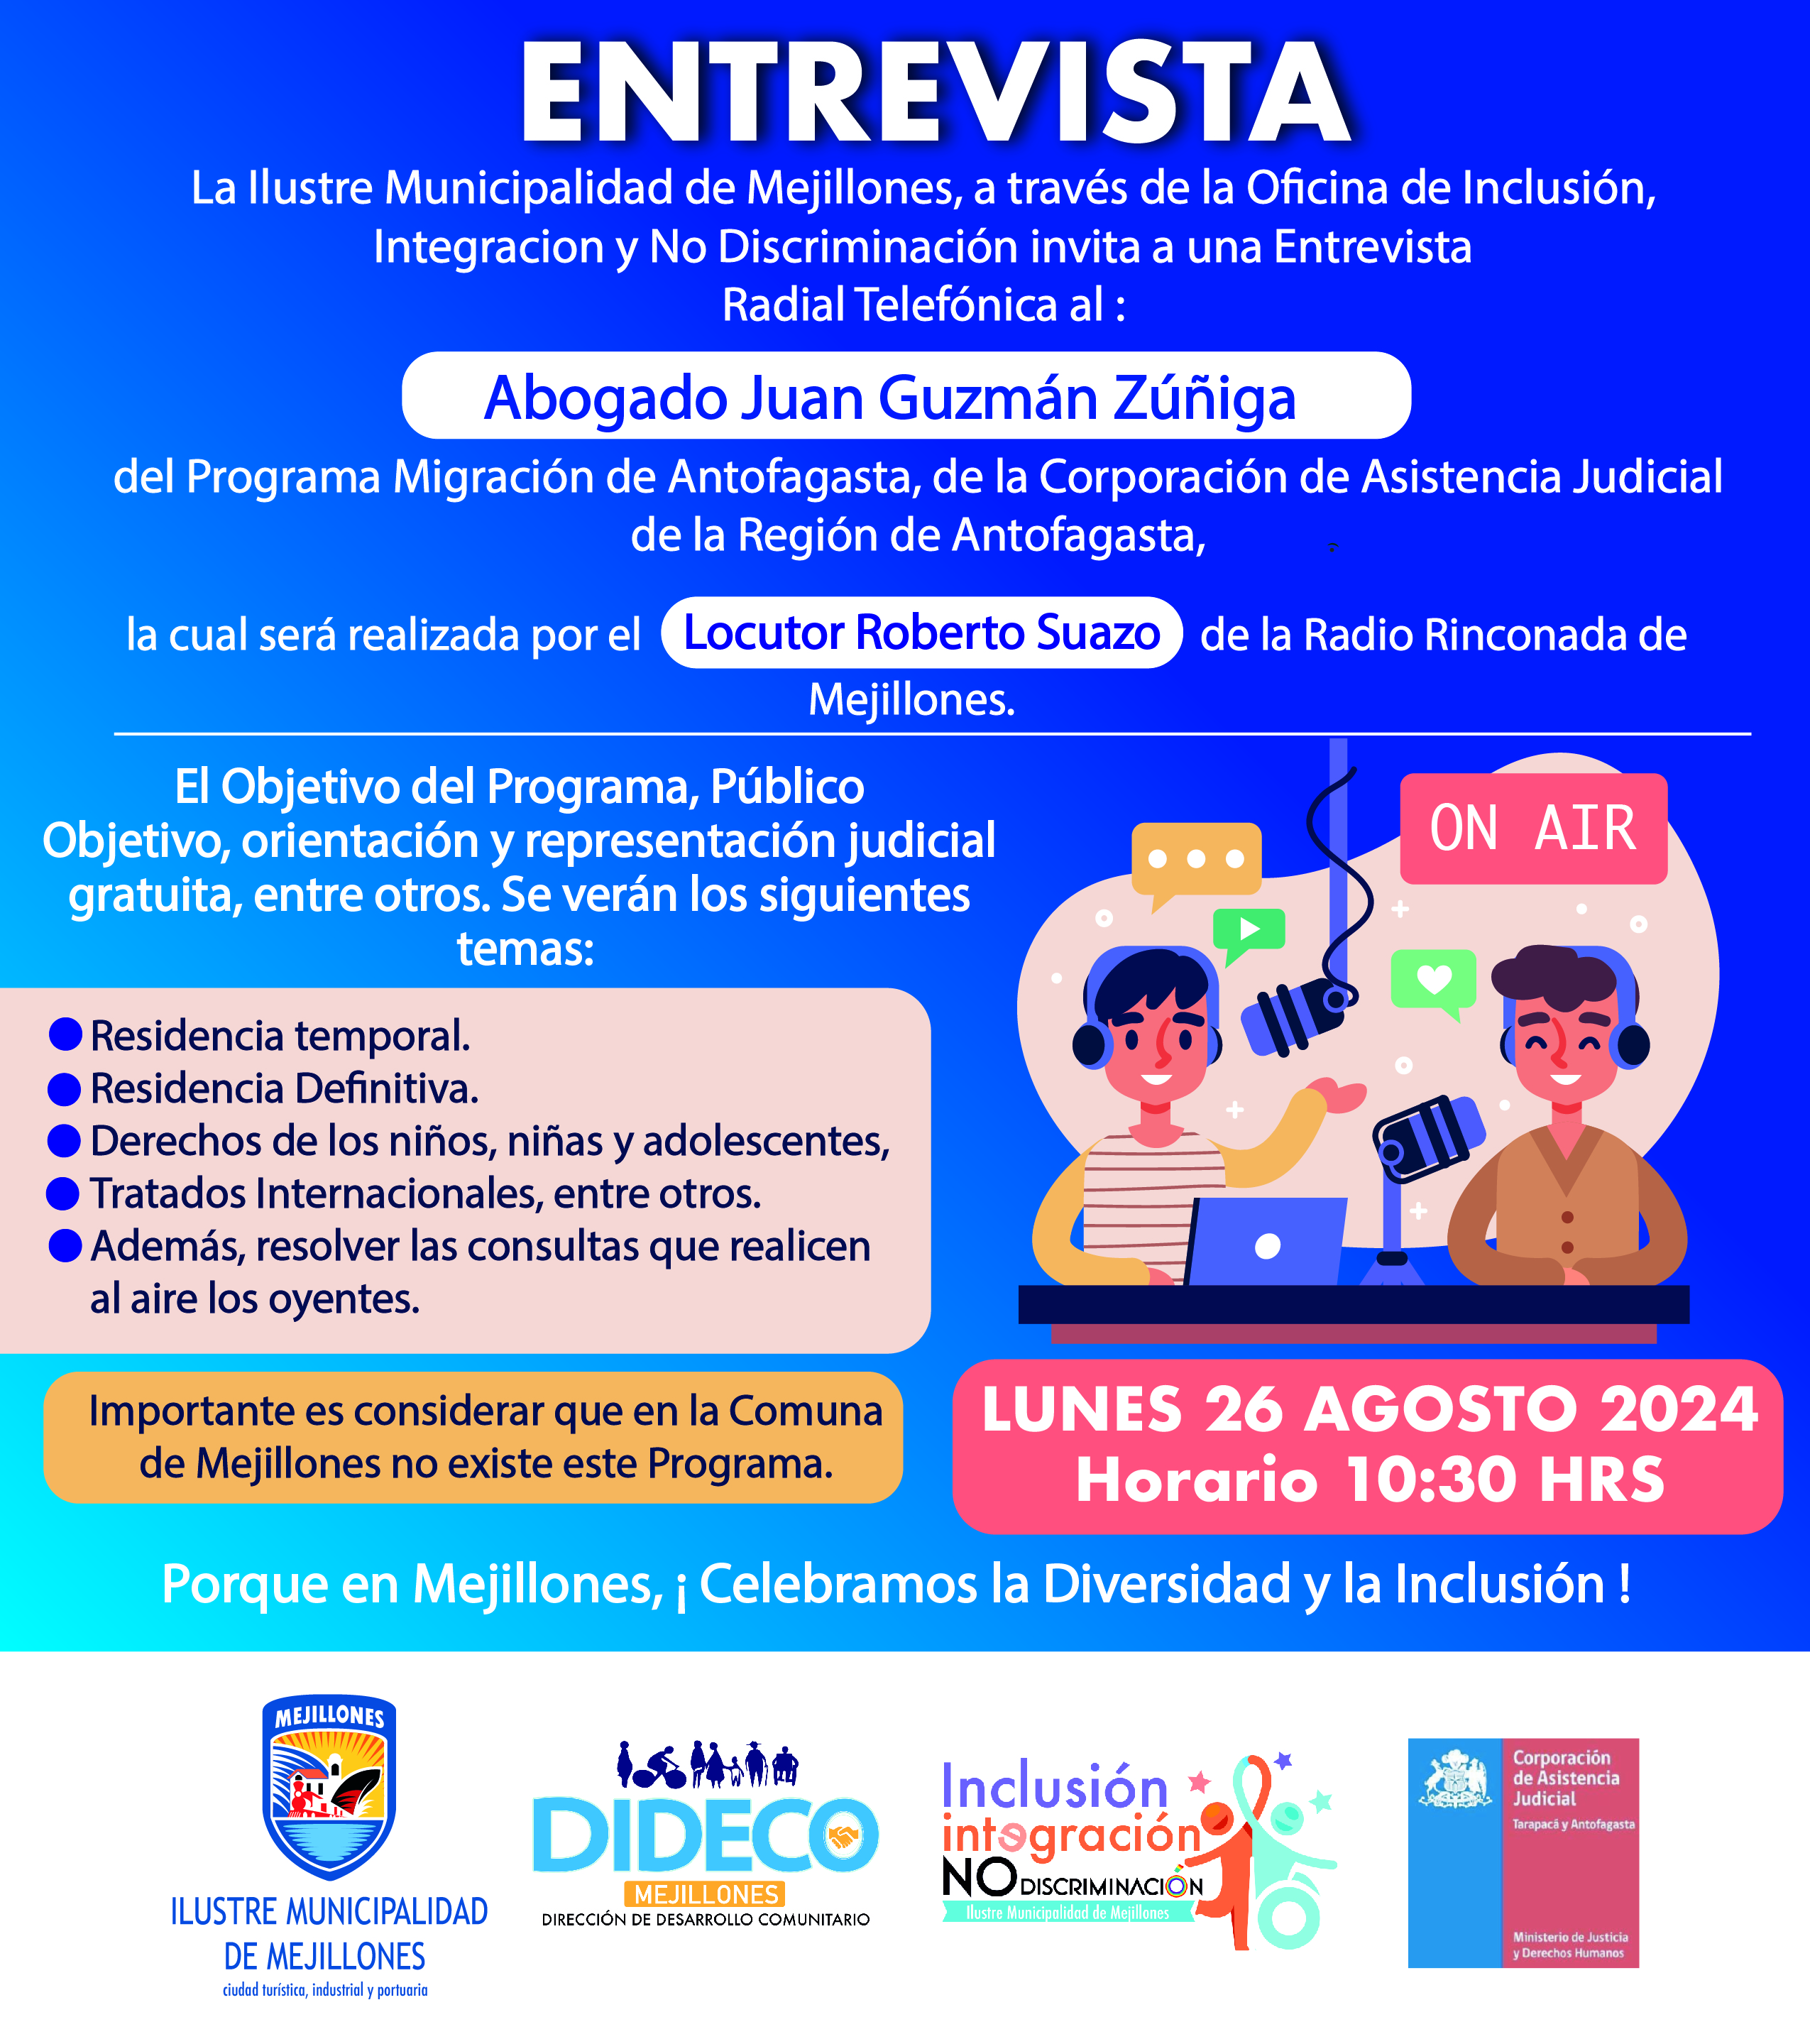 ENTREVISTA
La Ilustre Municipalidad de Mejillones, a través de la Oficina de Inclusión,
Integracion y No Discriminación invita a una Entrevista
Radial Telefónica al :
Abogado Juan Guzmán Zúñiga
del Programa Migración de Antofagasta, de la Corporación de Asistencia Judicial
de la Región de Antofagasta,
la cual será realizada por el Locutor Roberto Suazo de la Radio Rinconada de
Mejillones.
El Objetivo del Programa, Público
Objetivo, orientación y representación judicial
gratuita, entre otros. Se verán los siguientes
temas:
ON AIR
Residencia temporal.
Residencia Definitiva.
Derechos de los niños, niñas y adolescentes,
Tratados Internacionales, entre otros.
Además, resolver las consultas que realicen
al aire los oyentes.
Importante es considerar que en la Comuna
de Mejillones no existe este Programa.
LUNES 26 AGOSTO 2024
Horario 10:30 HRS
Porque en Mejillones, ¡ Celebramos la Diversidad y la Inclusión !
MEJILLONES
ILUSTRE MUNICIPALIDAD
DE MEJILLONES
ciudad turística, industrial y portuaria
DIDECO
MEJILLONES
DIRECCIÓN DE DESARROLLO COMUNITARIO
Inclusión
integración
NO DISCRIMINACIÓN
Ilustre Municipalidad de Mejillones
Corporación
de Asistencia
Judicial
Tarapacá y Antofagasta
Ministerio de Justicia
y Derechos Humanos